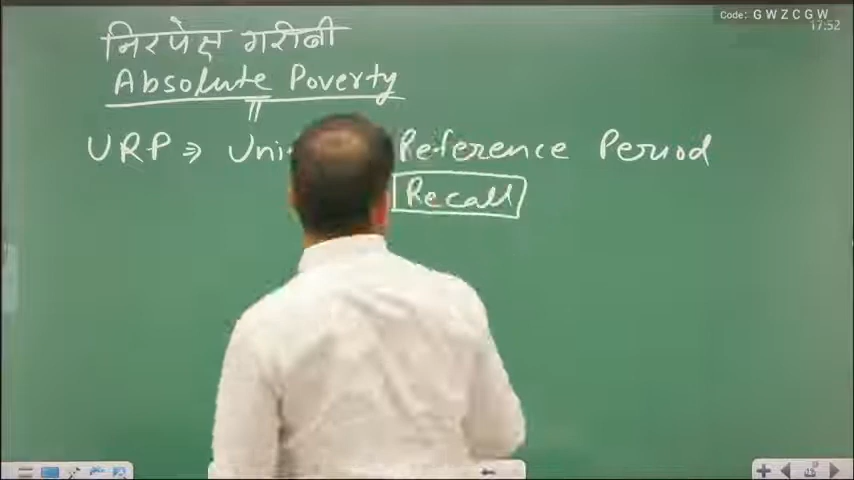 Code: GWZCGW
17:52
निरपेक्ष गरीबी
Absolute Poverty
URP ⇒ Uni Reference Period
Recall